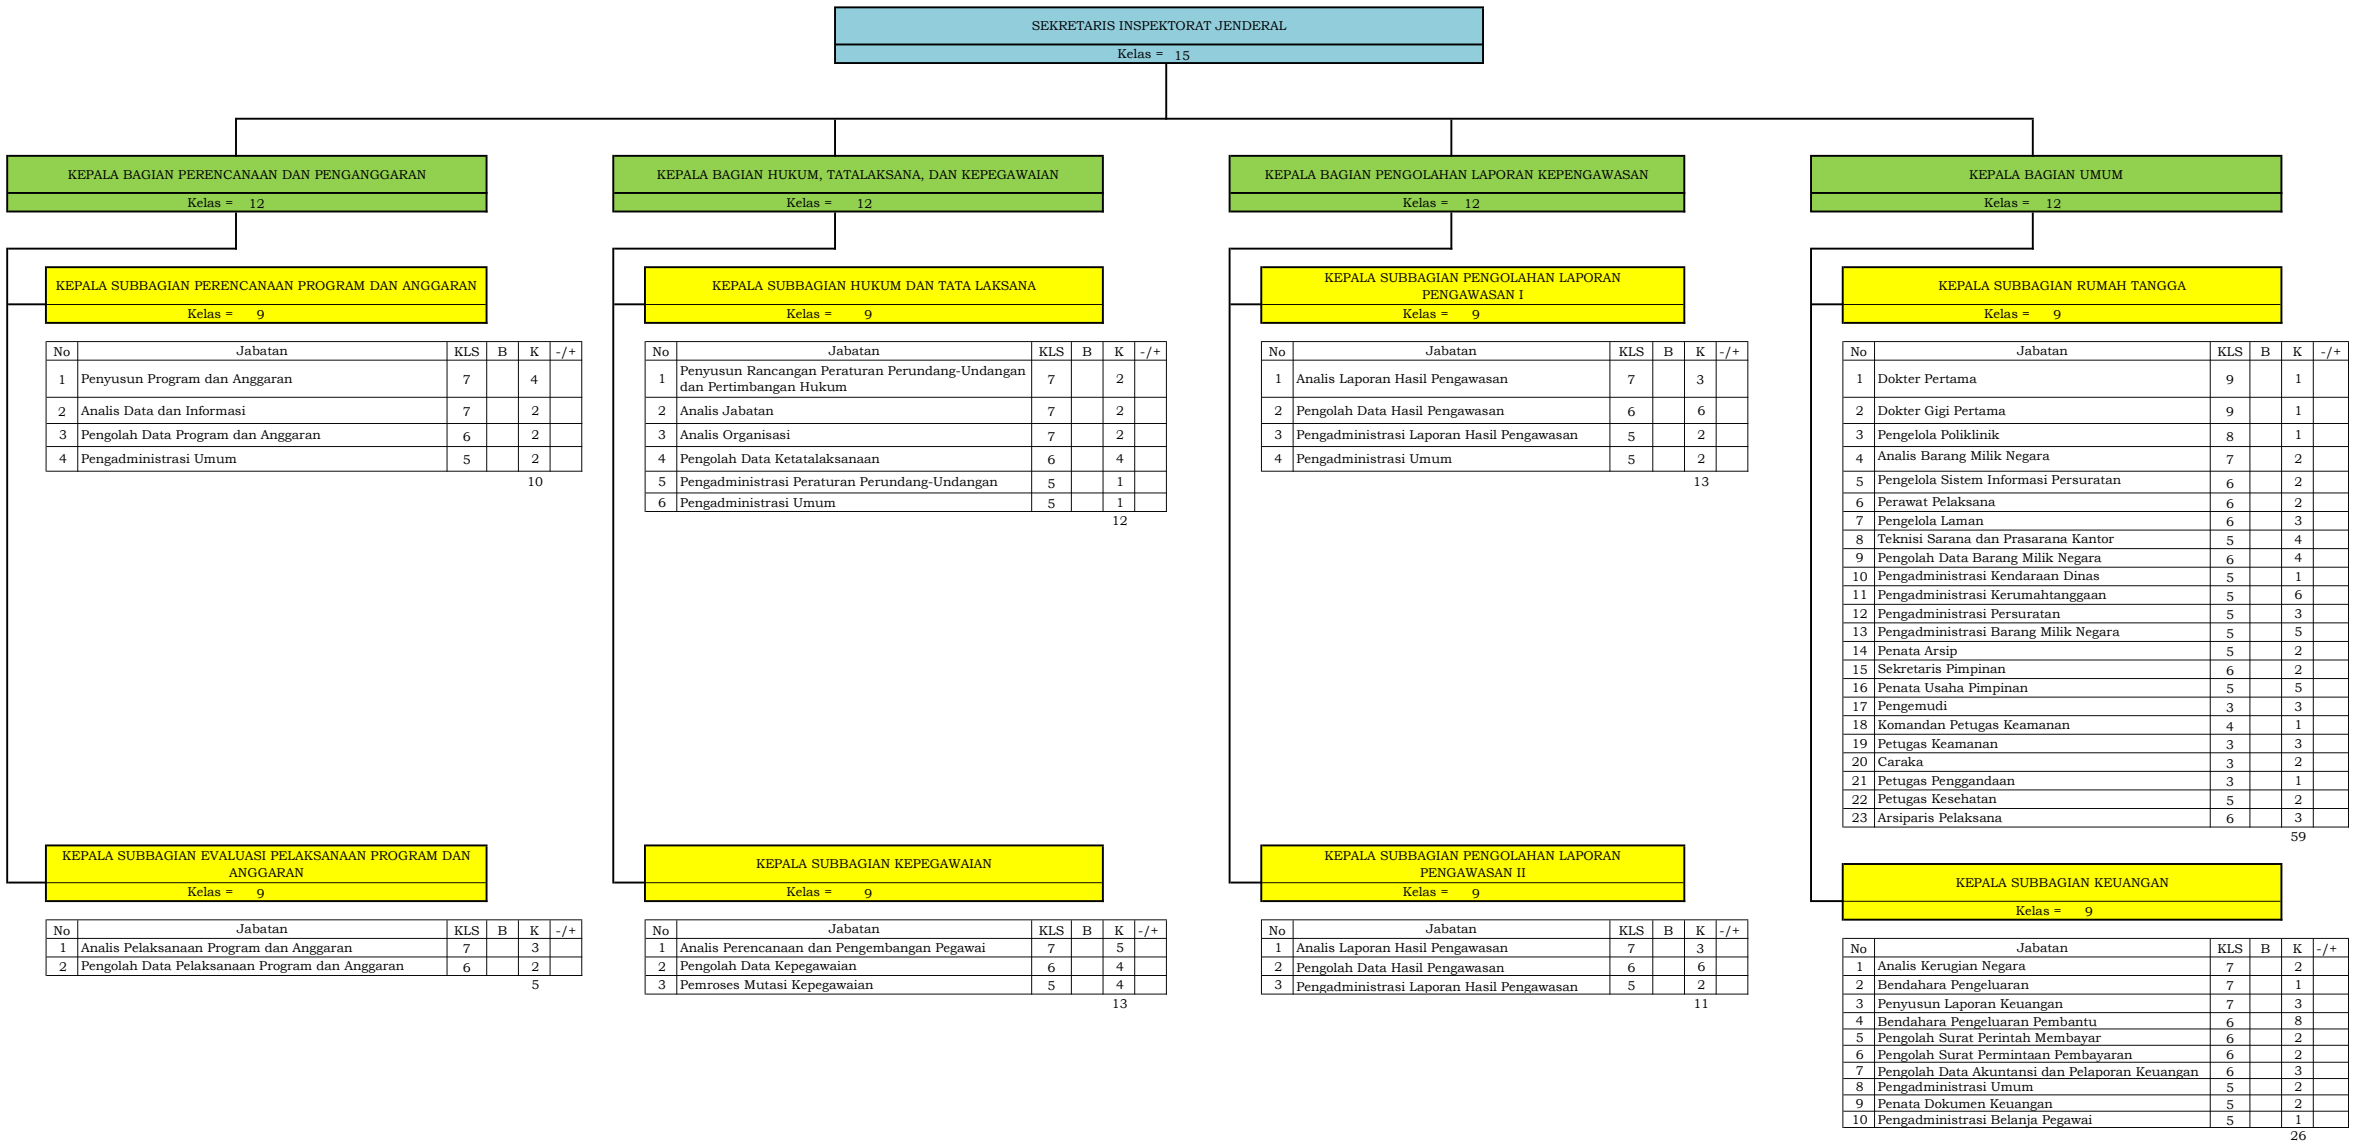 SEKRETARIS INSPEKTORAT JENDERAL
Kelas = 15
KEPALA BAGIAN PERENCANAAN DAN PENGANGGARAN
Kelas = 12
KEPALA BAGIAN HUKUM, TATALAKSANA, DAN KEPEGAWAIAN
Kelas = 12
KEPALA BAGIAN PENGOLAHAN LAPORAN KEPENGAWASAN
Kelas = 12
KEPALA BAGIAN UMUM
Kelas = 12
KEPALA SUBBAGIAN PERENCANAAN PROGRAM DAN ANGGARAN
Kelas = 9
No Jabatan KLS B K -/+
1 Penyusun Program dan Anggaran 7 4
2 Analis Data dan Informasi 7 2
3 Pengolah Data Program dan Anggaran 6 2
4 Pengadministrasi Umum 5 2
10
KEPALA SUBBAGIAN HUKUM DAN TATA LAKSANA
Kelas = 9
No Jabatan KLS B K -/+
1 Penyusun Rancangan Peraturan Perundang-Undangan
dan Pertimbangan Hukum 7 2
2 Analis Jabatan 7 2
3 Analis Organisasi 7 2
4 Pengolah Data Ketatalaksanaan 6 4
5 Pengadministrasi Peraturan Perundang-Undangan 5 1
6 Pengadministrasi Umum 5 1
12
KEPALA SUBBAGIAN PENGOLAHAN LAPORAN
PENGAWASAN I
Kelas = 9
No Jabatan KLS B K -/+
1 Analis Laporan Hasil Pengawasan 7 3
2 Pengolah Data Hasil Pengawasan 6 6
3 Pengadministrasi Laporan Hasil Pengawasan 5 2
4 Pengadministrasi Umum 5 2
13
KEPALA SUBBAGIAN RUMAH TANGGA
Kelas = 9
No Jabatan KLS B K -/+
1 Dokter Pertama 9 1
2 Dokter Gigi Pertama 9 1
3 Pengelola Poliklinik 8 1
4 Analis Barang Milik Negara 7 2
5 Pengelola Sistem Informasi Persuratan 6 2
6 Perawat Pelaksana 6 2
7 Pengelola Laman 6 3
8 Teknisi Sarana dan Prasarana Kantor 5 4
9 Pengolah Data Barang Milik Negara 6 4
10 Pengadministrasi Kendaraan Dinas 5 1
11 Pengadministrasi Kerumahtanggaan 5 6
12 Pengadministrasi Persuratan 5 3
13 Pengadministrasi Barang Milik Negara 5 5
14 Penata Arsip 5 2
15 Sekretaris Pimpinan 6 2
16 Penata Usaha Pimpinan 5 5
17 Pengemudi 3 3
18 Komandan Petugas Keamanan 4 1
19 Petugas Keamanan 3 3
20 Caraka 3 2
21 Petugas Penggandaan 3 1
22 Petugas Kesehatan 5 2
23 Arsiparis Pelaksana 6 3
59
KEPALA SUBBAGIAN EVALUASI PELAKSANAAN PROGRAM DAN
ANGGARAN
Kelas = 9
No Jabatan KLS B K -/+
1 Analis Pelaksanaan Program dan Anggaran 7 3
2 Pengolah Data Pelaksanaan Program dan Anggaran 6 2
5
KEPALA SUBBAGIAN KEPEGAWAIAN
Kelas = 9
No Jabatan KLS B K -/+
1 Analis Perencanaan dan Pengembangan Pegawai 7 5
2 Pengolah Data Kepegawaian 6 4
3 Pemroses Mutasi Kepegawaian 5 4
13
KEPALA SUBBAGIAN PENGOLAHAN LAPORAN
PENGAWASAN II
Kelas = 9
No Jabatan KLS B K -/+
1 Analis Laporan Hasil Pengawasan 7 3
2 Pengolah Data Hasil Pengawasan 6 6
3 Pengadministrasi Laporan Hasil Pengawasan 5 2
11
KEPALA SUBBAGIAN KEUANGAN
Kelas = 9
No Jabatan KLS B K -/+
1 Analis Kerugian Negara 7 2
2 Bendahara Pengeluaran 7 1
3 Penyusun Laporan Keuangan 7 3
4 Bendahara Pengeluaran Pembantu 6 8
5 Pengolah Surat Perintah Membayar 6 2
6 Pengolah Surat Permintaan Pembayaran 6 2
7 Pengolah Data Akuntansi dan Pelaporan Keuangan 6 3
8 Pengadministrasi Umum 5 2
9 Penata Dokumen Keuangan 5 2
10 Pengadministrasi Belanja Pegawai 5 1
26